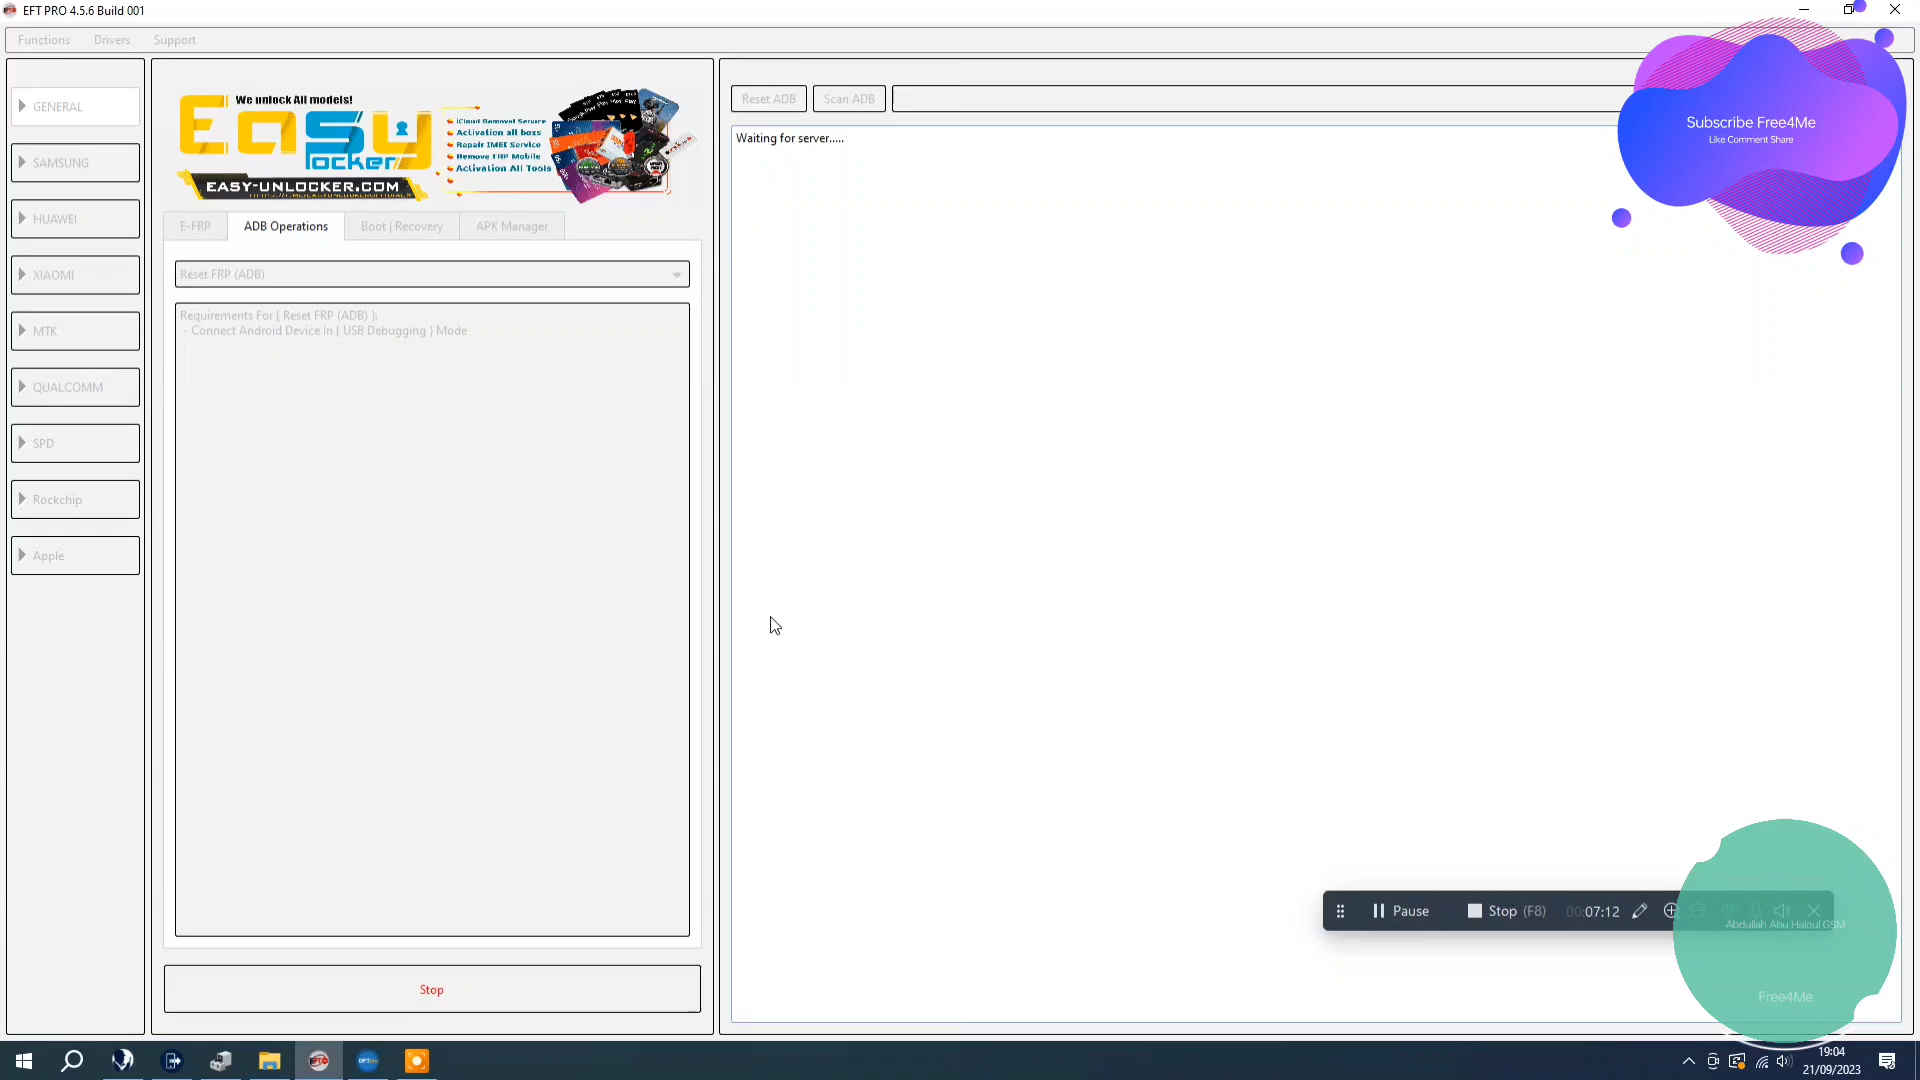 EFT PRO 4.5.6 Build 001
Functions Drivers Support
GENERAL
SAMSUNG
HUAWEI
XIAOMI
MTK
QUALCOMM
SPD
Rockchip
Apple
We unlock All models!
Easy
locker
EASY-UNLOCKER.COM
iCloud Removal Service
Activation all boxs
Repair IMEI Service
Remove FRP Mobile
Activation All Tools
E-FRP ADB Operations Boot | Recovery APK Manager
Reset FRP (ADB)
Requirements For [ Reset FRP (ADB) ]:
- Connect Android Device In [ USB Debugging ] Mode
Stop
Reset ADB Scan ADB
Waiting for server.....
Subscribe Free4Me
Like Comment Share
Pause Stop (F8) 00:07:12
Abdullah Abu Haloul GSM
Free4Me
19:04
21/09/2023